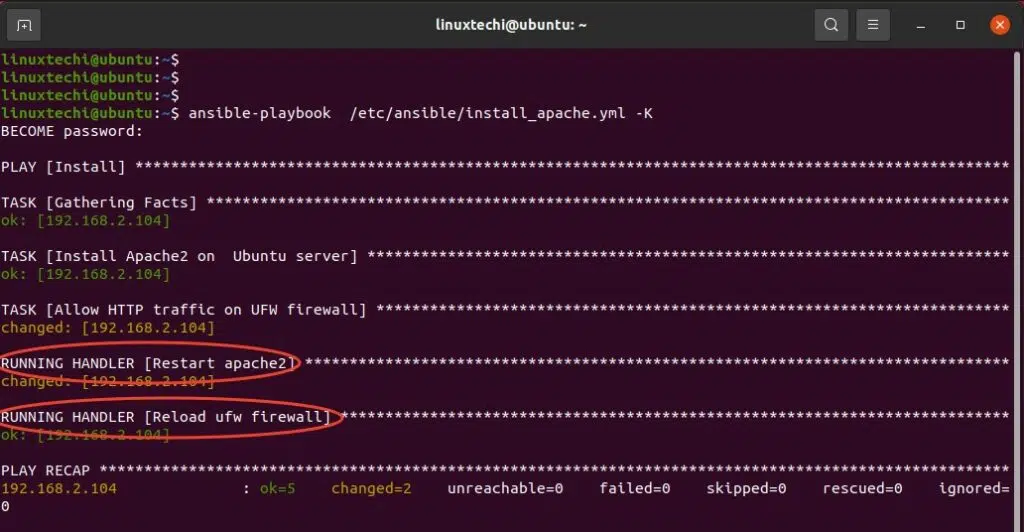 linuxtechi@ubuntu: ~
linuxtechi@ubuntu:~$
linuxtechi@ubuntu:~$
linuxtechi@ubuntu:~$
linuxtechi@ubuntu:~$ ansible-playbook  /etc/ansible/install_apache.yml -K
BECOME password:
PLAY [Install] **************************************************************************************************
TASK [Gathering Facts] ******************************************************************************************
ok: [192.168.2.104]
TASK [Install Apache2 on  Ubuntu server] ************************************************************************
ok: [192.168.2.104]
TASK [Allow HTTP traffic on UFW firewall] ***********************************************************************
changed: [192.168.2.104]
RUNNING HANDLER [Restart apache2] *******************************************************************************
changed: [192.168.2.104]
RUNNING HANDLER [Reload ufw firewall] ***************************************************************************
ok: [192.168.2.104]
PLAY RECAP ******************************************************************************************************
192.168.2.104              : ok=5    changed=2    unreachable=0    failed=0    skipped=0    rescued=0    ignored=
0